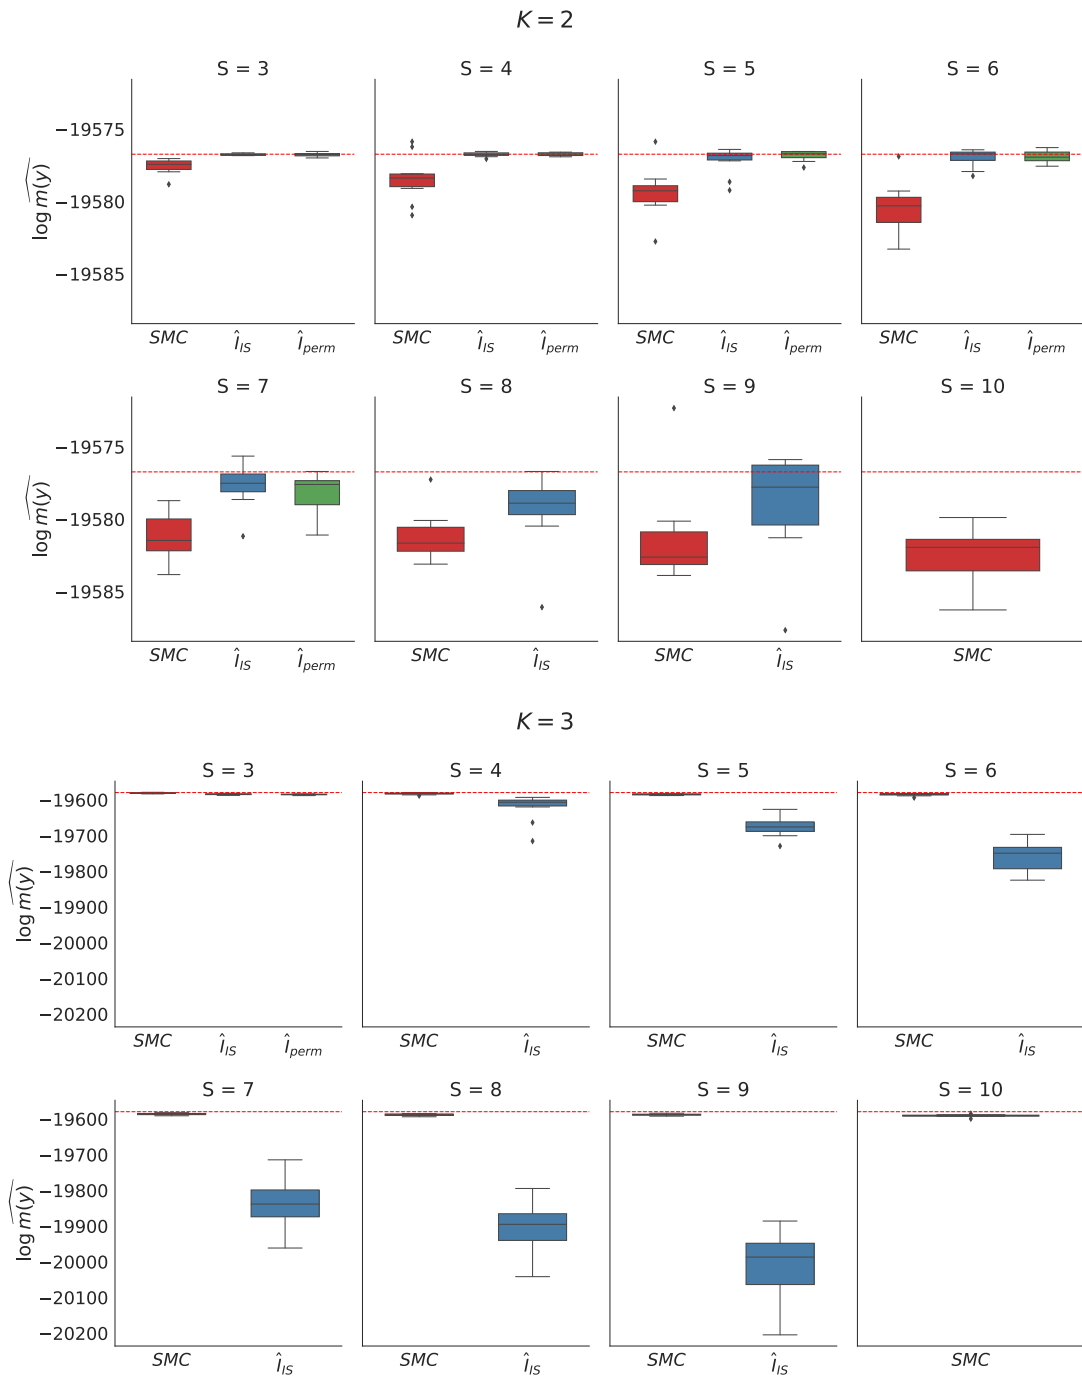 K = 2
S = 3 S = 4 S = 5 S = 6
−19575
−19580
−19585
log m(y)
SMC Î_IS Î_perm SMC Î_IS Î_perm SMC Î_IS Î_perm SMC Î_IS Î_perm
S = 7 S = 8 S = 9 S = 10
−19575
−19580
−19585
log m(y)
SMC Î_IS Î_perm SMC Î_IS SMC Î_IS SMC
K = 3
S = 3 S = 4 S = 5 S = 6
−19600
−19700
−19800
−19900
−20000
−20100
−20200
log m(y)
SMC Î_IS Î_perm SMC Î_IS SMC Î_IS SMC Î_IS
S = 7 S = 8 S = 9 S = 10
−19600
−19700
−19800
−19900
−20000
−20100
−20200
log m(y)
SMC Î_IS SMC Î_IS SMC Î_IS SMC